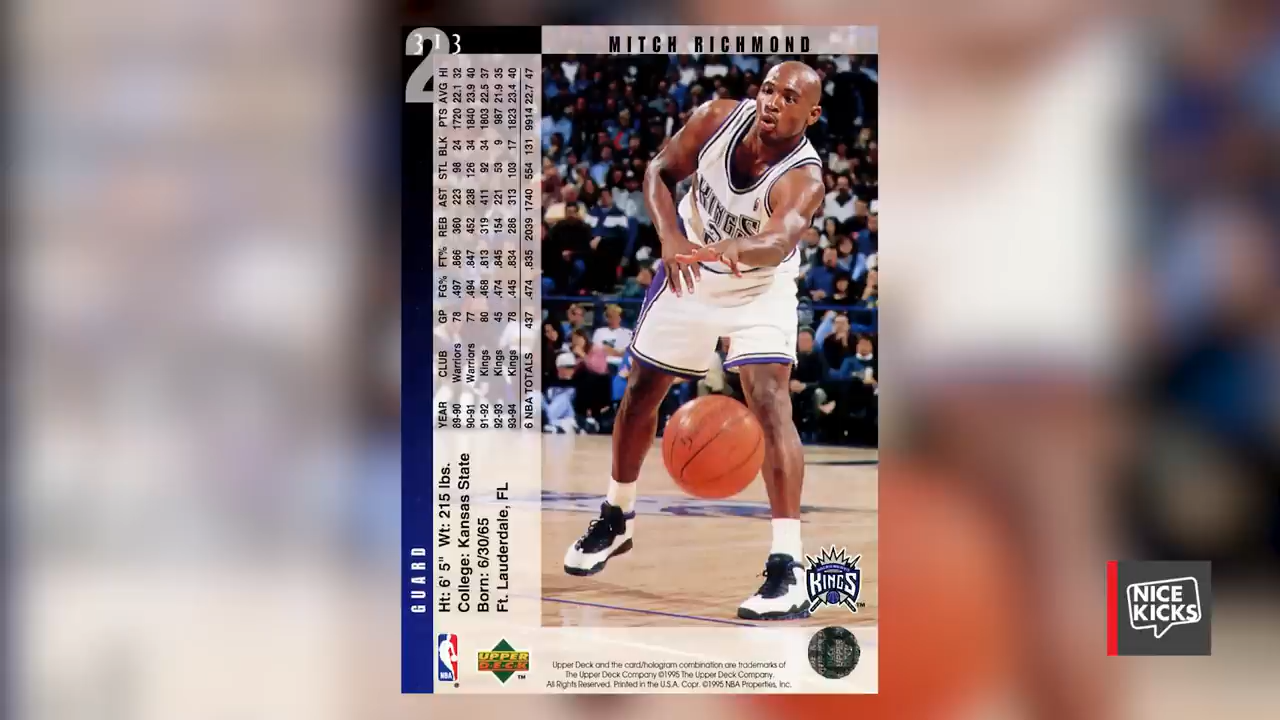 313
2
MITCH RICHMOND
YEAR CLUB GP FG% FT% REB AST STL BLK PTS AVG HI
89-90 Warriors 78 .497 .866 360 223 98 24 1720 22.1 32
90-91 Warriors 77 .494 .847 452 238 126 34 1840 23.9 40
91-92 Kings 80 .468 .813 319 411 92 34 1803 22.5 37
92-93 Kings 45 .474 .845 154 221 53 9 987 21.9 35
93-94 Kings 78 .445 .834 286 313 103 17 1823 23.4 40
6 NBA TOTALS 437 .474 .835 2039 1740 554 131 9914 22.7 47
GUARD
Ht: 6' 5" Wt: 215 lbs.
College: Kansas State
Born: 6/30/65
Ft. Lauderdale, FL
KINGS
2
KINGS
TM
NBA
UPPER
DECK
TM
Upper Deck and the card/hologram combination are trademarks of
The Upper Deck Company ©1995 The Upper Deck Company.
All Rights Reserved. Printed in the U.S.A. Copr. ©1995 NBA Properties, Inc.
NICE
KICKS